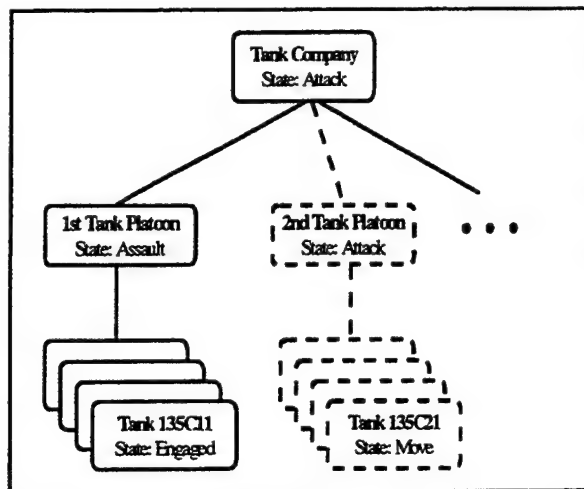 Tank Company
State: Attack
1st Tank Platoon
State: Assault
2nd Tank Platoon
State: Attack
• • •
Tank 135C11
State: Engaged
Tank 135C21
State: Move